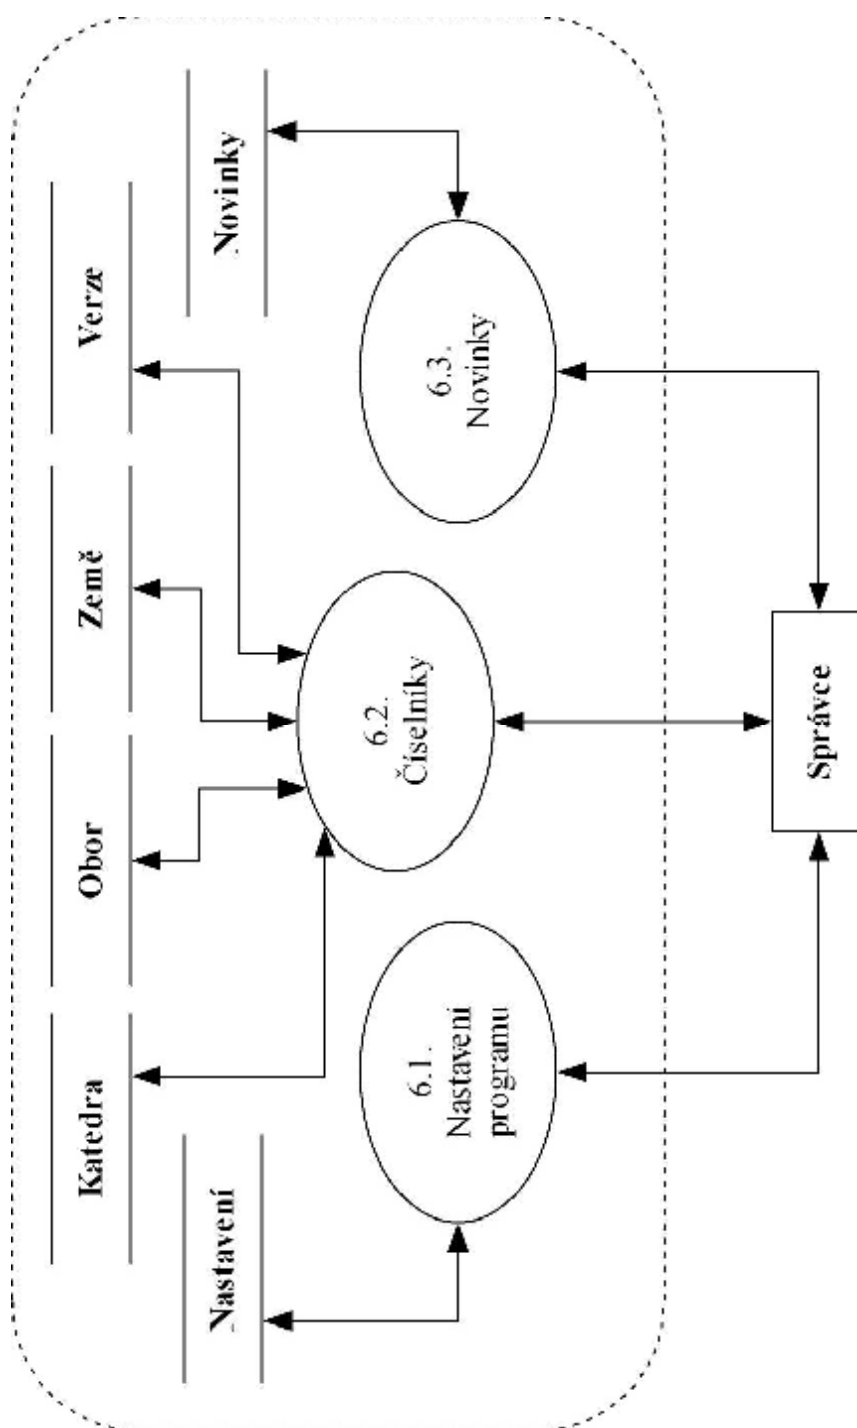 Katedra
Obor
Země
Verze
Nastavení
Novinky
6.1.
Nastavení
programu
6.2.
Číselníky
6.3.
Novinky
Správce